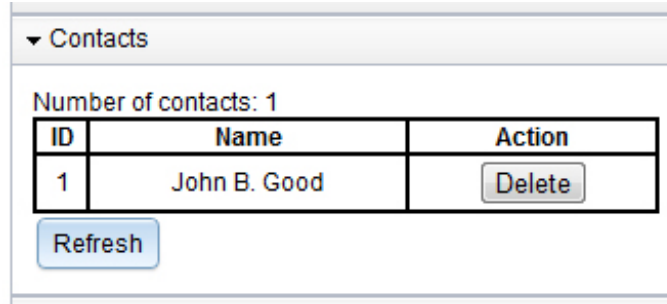 Contacts
Number of contacts: 1
ID Name Action
1 John B. Good Delete
Refresh